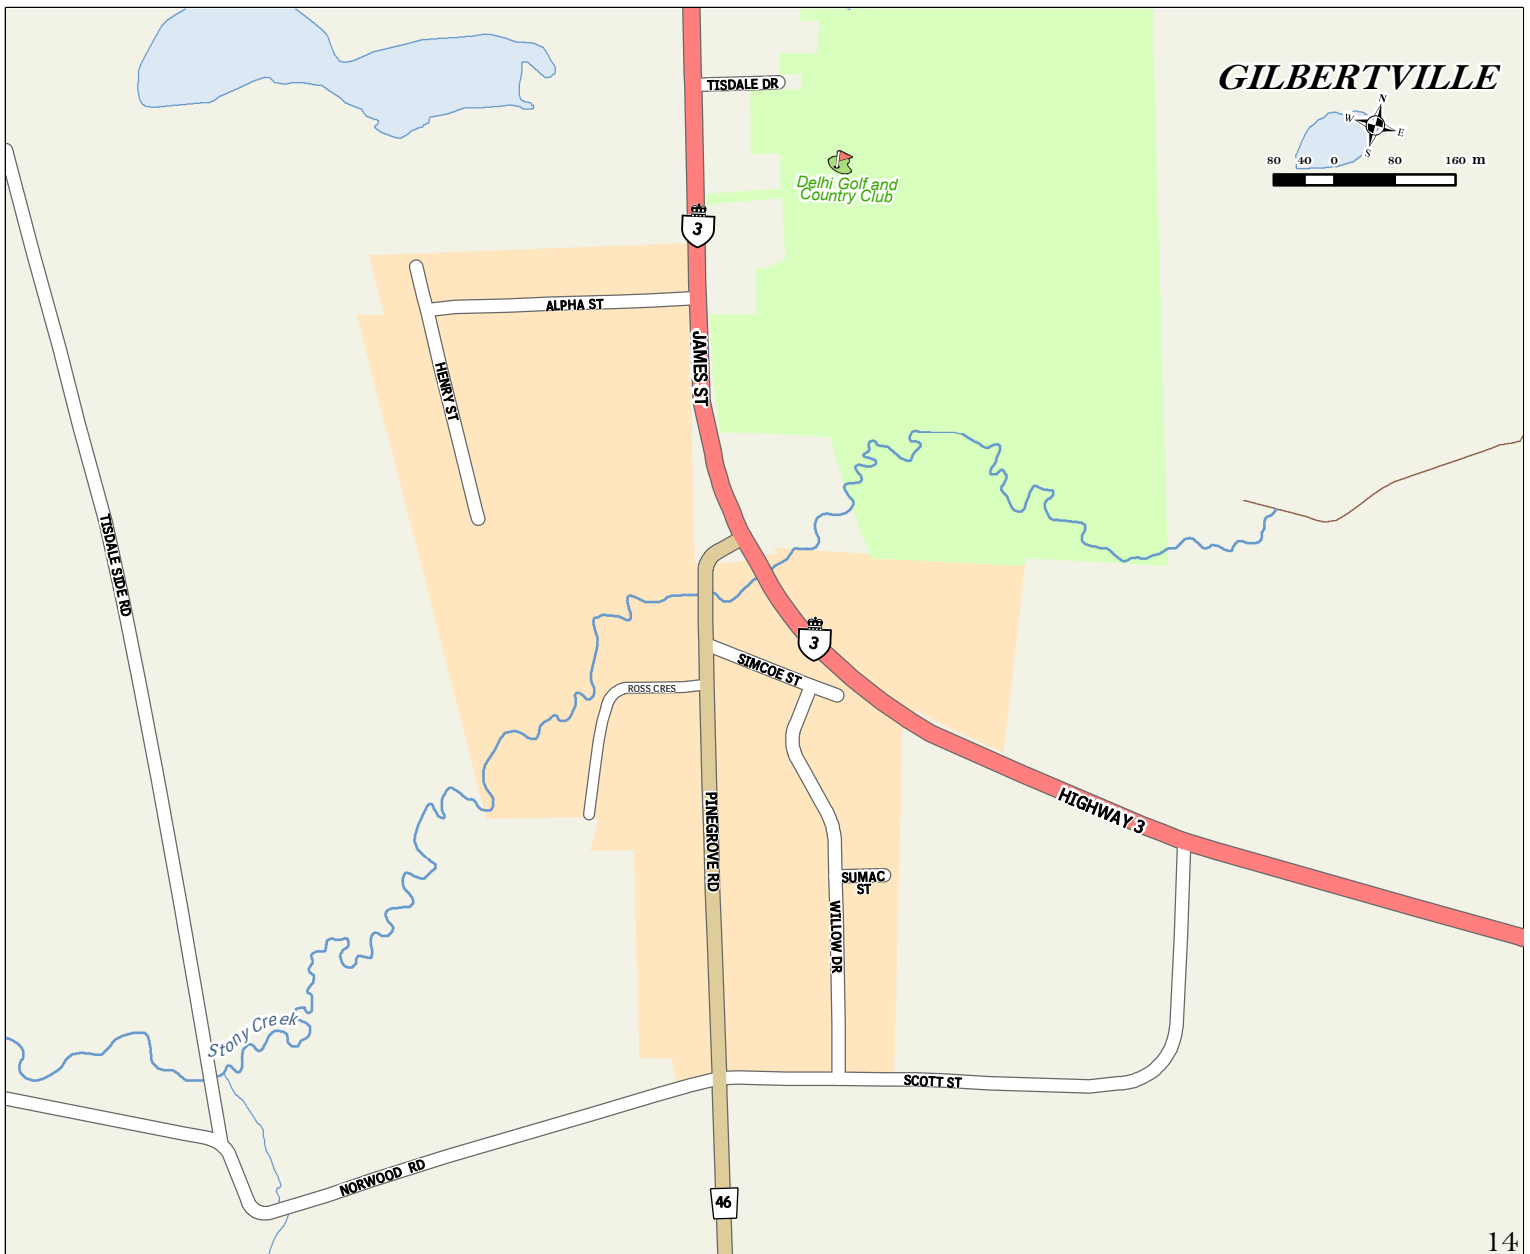 GILBERTVILLE
N
W
E
S
80 40 0 80 160 m
TISDALE DR
Delhi Golf and
Country Club
3
ALPHA ST
JAMES ST
HENRY ST
TISDALE SIDE RD
3
SIMCOE ST
ROSS CRES
PINEGROVE RD
HIGHWAY 3
SUMAC
ST
WILLOW DR
Stony Creek
SCOTT ST
NORWOOD RD
46
14